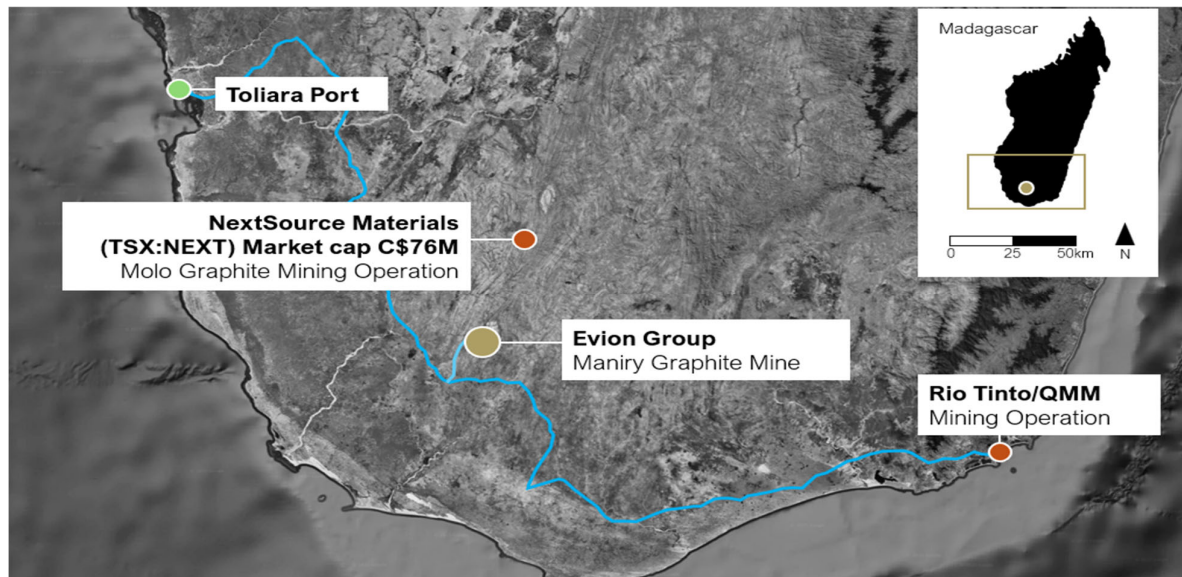 Toliara Port
NextSource Materials
(TSX:NEXT) Market cap C$76M
Molo Graphite Mining Operation
Evion Group
Maniry Graphite Mine
Rio Tinto/QMM
Mining Operation
Madagascar
0 25 50km
N